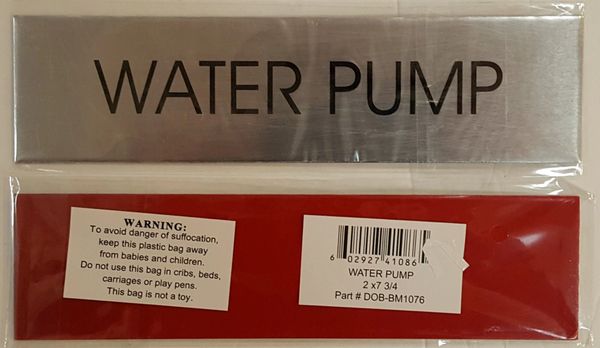 WATER PUMP
WARNING:
To avoid danger of suffocation,
keep this plastic bag away
from babies and children.
Do not use this bag in cribs, beds,
carriages or play pens.
This bag is not a toy.
6 02927 41086
WATER PUMP
2 x7 3/4
Part # DOB-BM1076